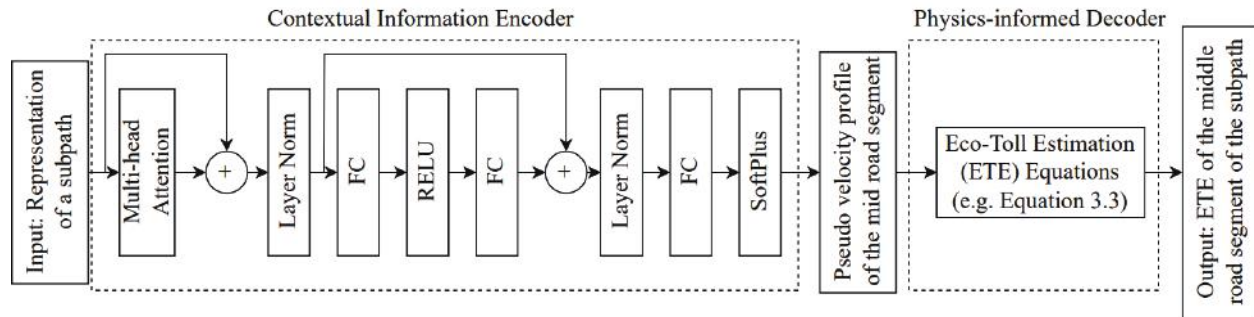 Contextual Information Encoder
Physics-informed Decoder
Input: Representation
of a subpath
Multi-head
Attention
+
Layer Norm
FC
RELU
FC
+
Layer Norm
FC
SoftPlus
Pseudo velocity profile
of the mid road segment
Eco-Toll Estimation
(ETE) Equations
(e.g. Equation 3.3)
Output: ETE of the middle
road segment of the subpath